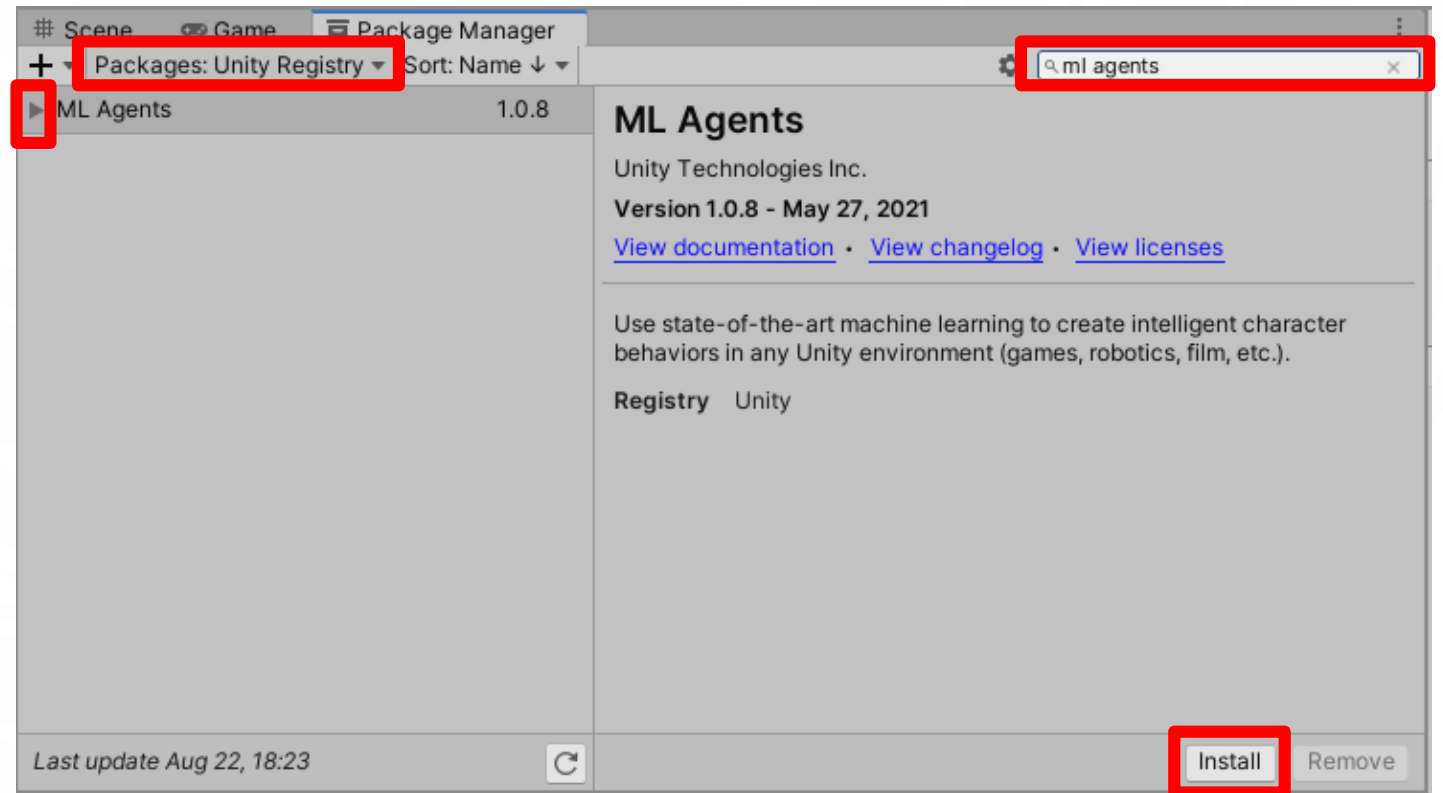 Scene Game Package Manager
+ Packages: Unity Registry Sort: Name ↓ ml agents
ML Agents 1.0.8
ML Agents
Unity Technologies Inc.
Version 1.0.8 - May 27, 2021
View documentation • View changelog • View licenses
Use state-of-the-art machine learning to create intelligent character
behaviors in any Unity environment (games, robotics, film, etc.).
Registry Unity
Last update Aug 22, 18:23
Install Remove